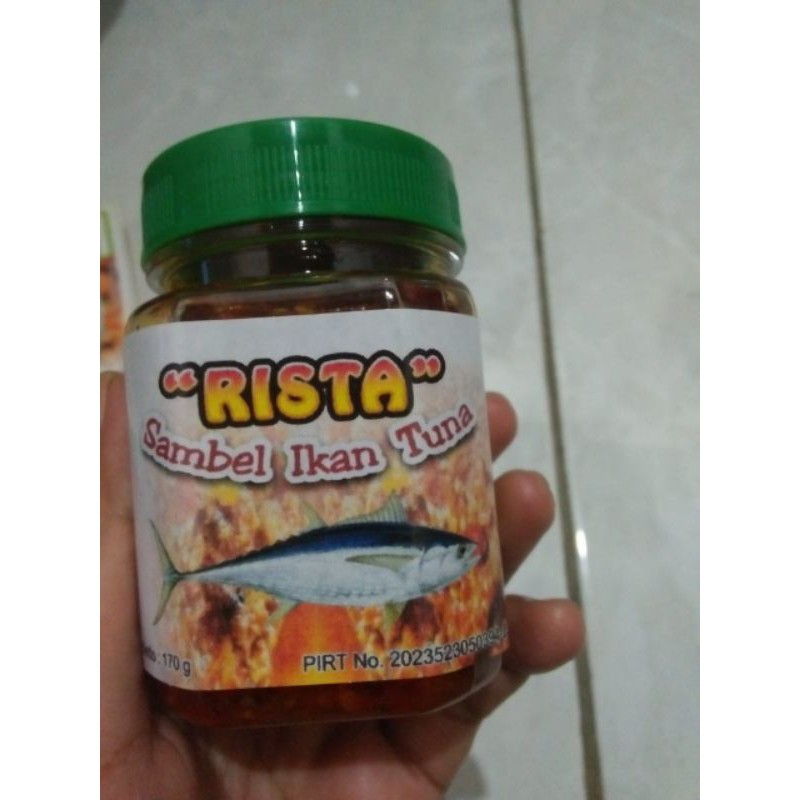 "RISTA"
Sambel Ikan Tuna
170 g
PIRT No.